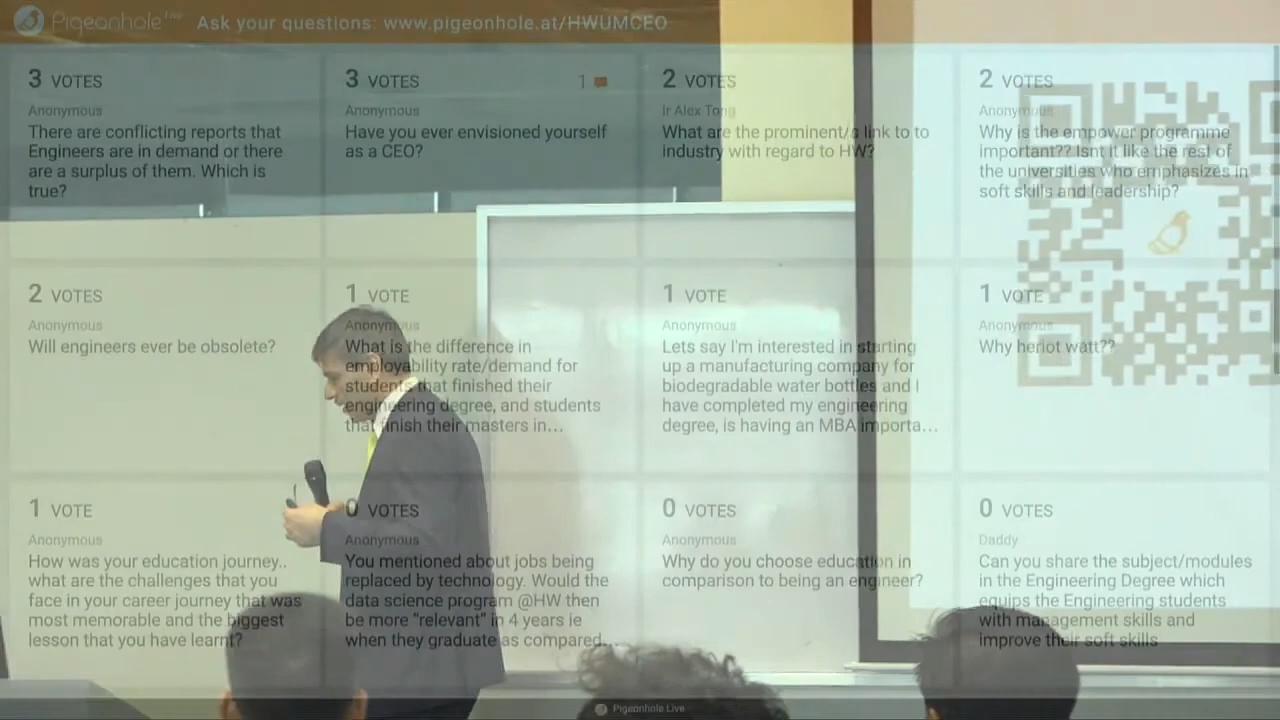 Pigeonhole Live Ask your questions: www.pigeonhole.at/HWUMCEO
3 VOTES
Anonymous
There are conflicting reports that
Engineers are in demand or there
are a surplus of them. Which is
true?
3 VOTES
1
Anonymous
Have you ever envisioned yourself
as a CEO?
2 VOTES
Ir Alex Tong
What are the prominent/s link to to
industry with regard to HW?
2 VOTES
Anonymous
Why is the empower programme
important?? Isnt it like the rest of
the universities who emphasizes in
soft skills and leadership?
2 VOTES
Anonymous
Will engineers ever be obsolete?
1 VOTE
Anonymous
What is the difference in
employability rate/demand for
students that finished their
engineering degree, and students
that finish their masters in...
1 VOTE
Anonymous
Lets say I'm interested in starting
up a manufacturing company for
biodegradable water bottles and I
have completed my engineering
degree, is having an MBA importa...
1 VOTE
Anonymous
Why heriot watt??
1 VOTE
Anonymous
How was your education journey..
what are the challenges that you
face in your career journey that was
most memorable and the biggest
lesson that you have learnt?
0 VOTES
Anonymous
You mentioned about jobs being
replaced by technology. Would the
data science program @HW then
be more "relevant" in 4 years ie
when they graduate as compared...
0 VOTES
Anonymous
Why do you choose education in
comparison to being an engineer?
0 VOTES
Daddy
Can you share the subject/modules
in the Engineering Degree which
equips the Engineering students
with management skills and
improve their soft skills
Pigeonhole Live